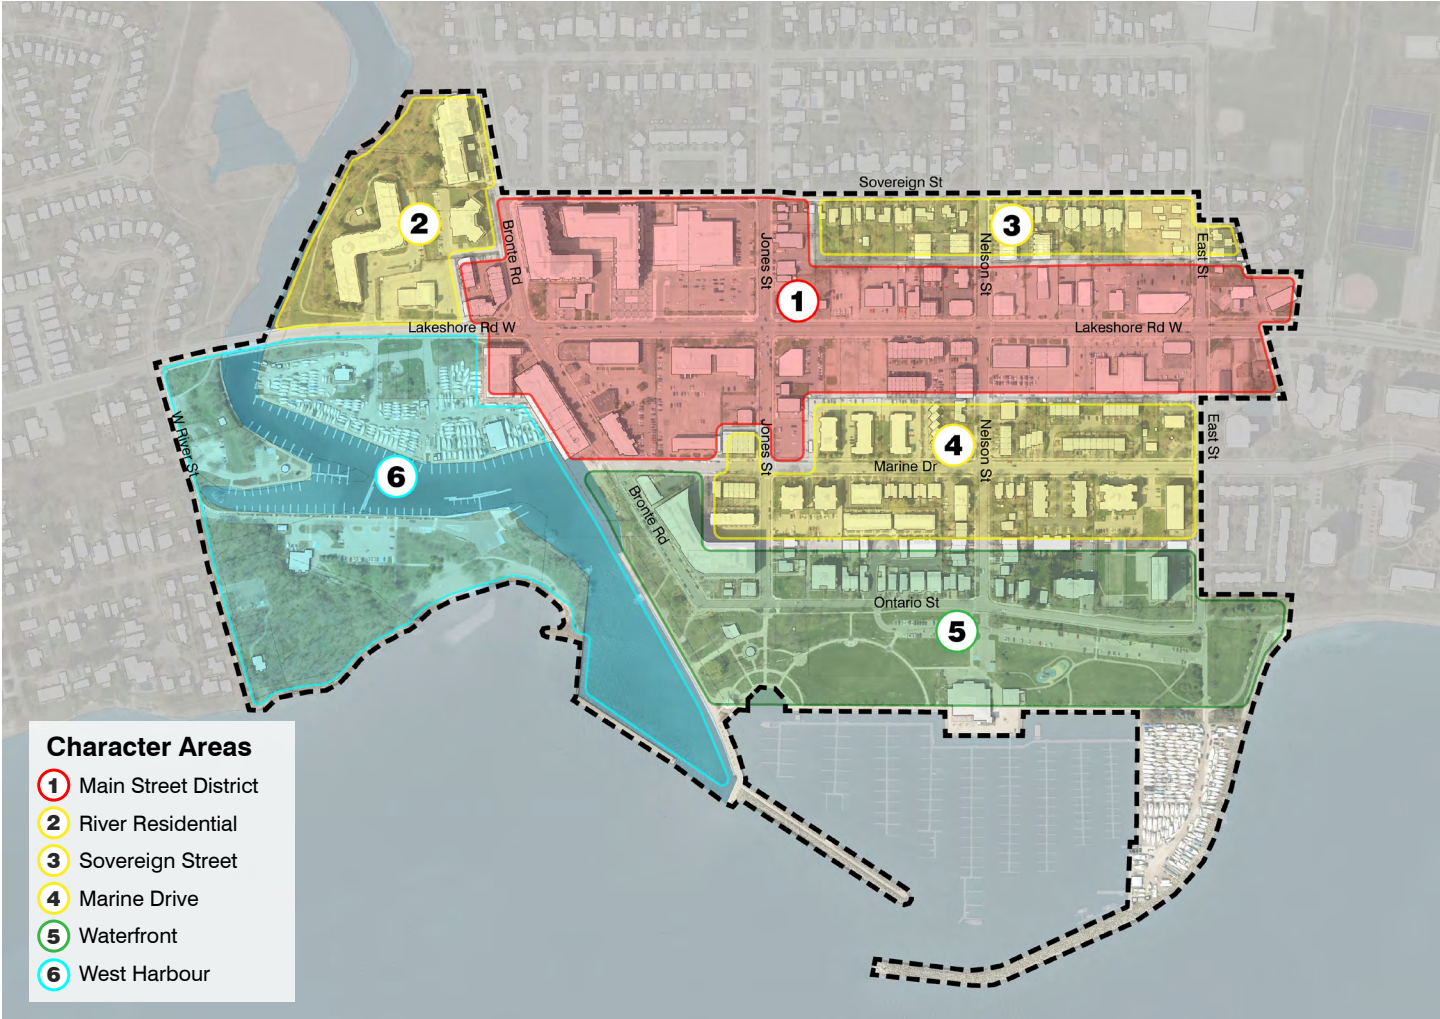 Sovereign St
2
3
Bronte Rd
Jones St
Nelson St
East St
1
Lakeshore Rd W
Lakeshore Rd W
W River St
Jones St
Nelson St
East St
4
Marine Dr
6
Bronte Rd
Ontario St
5
Character Areas
1 Main Street District
2 River Residential
3 Sovereign Street
4 Marine Drive
5 Waterfront
6 West Harbour